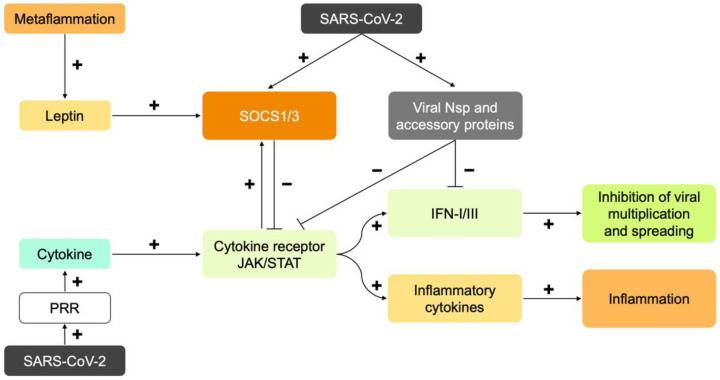 Metaflammation
SARS-CoV-2
+
+
+
Leptin
+
SOCS1/3
Viral Nsp and
accessory proteins
+
−
−
−
IFN-I/III
+
+
Inhibition of viral
multiplication
and spreading
Cytokine
+
Cytokine receptor
JAK/STAT
+
PRR
+
Inflammatory
cytokines
+
+
Inflammation
SARS-CoV-2